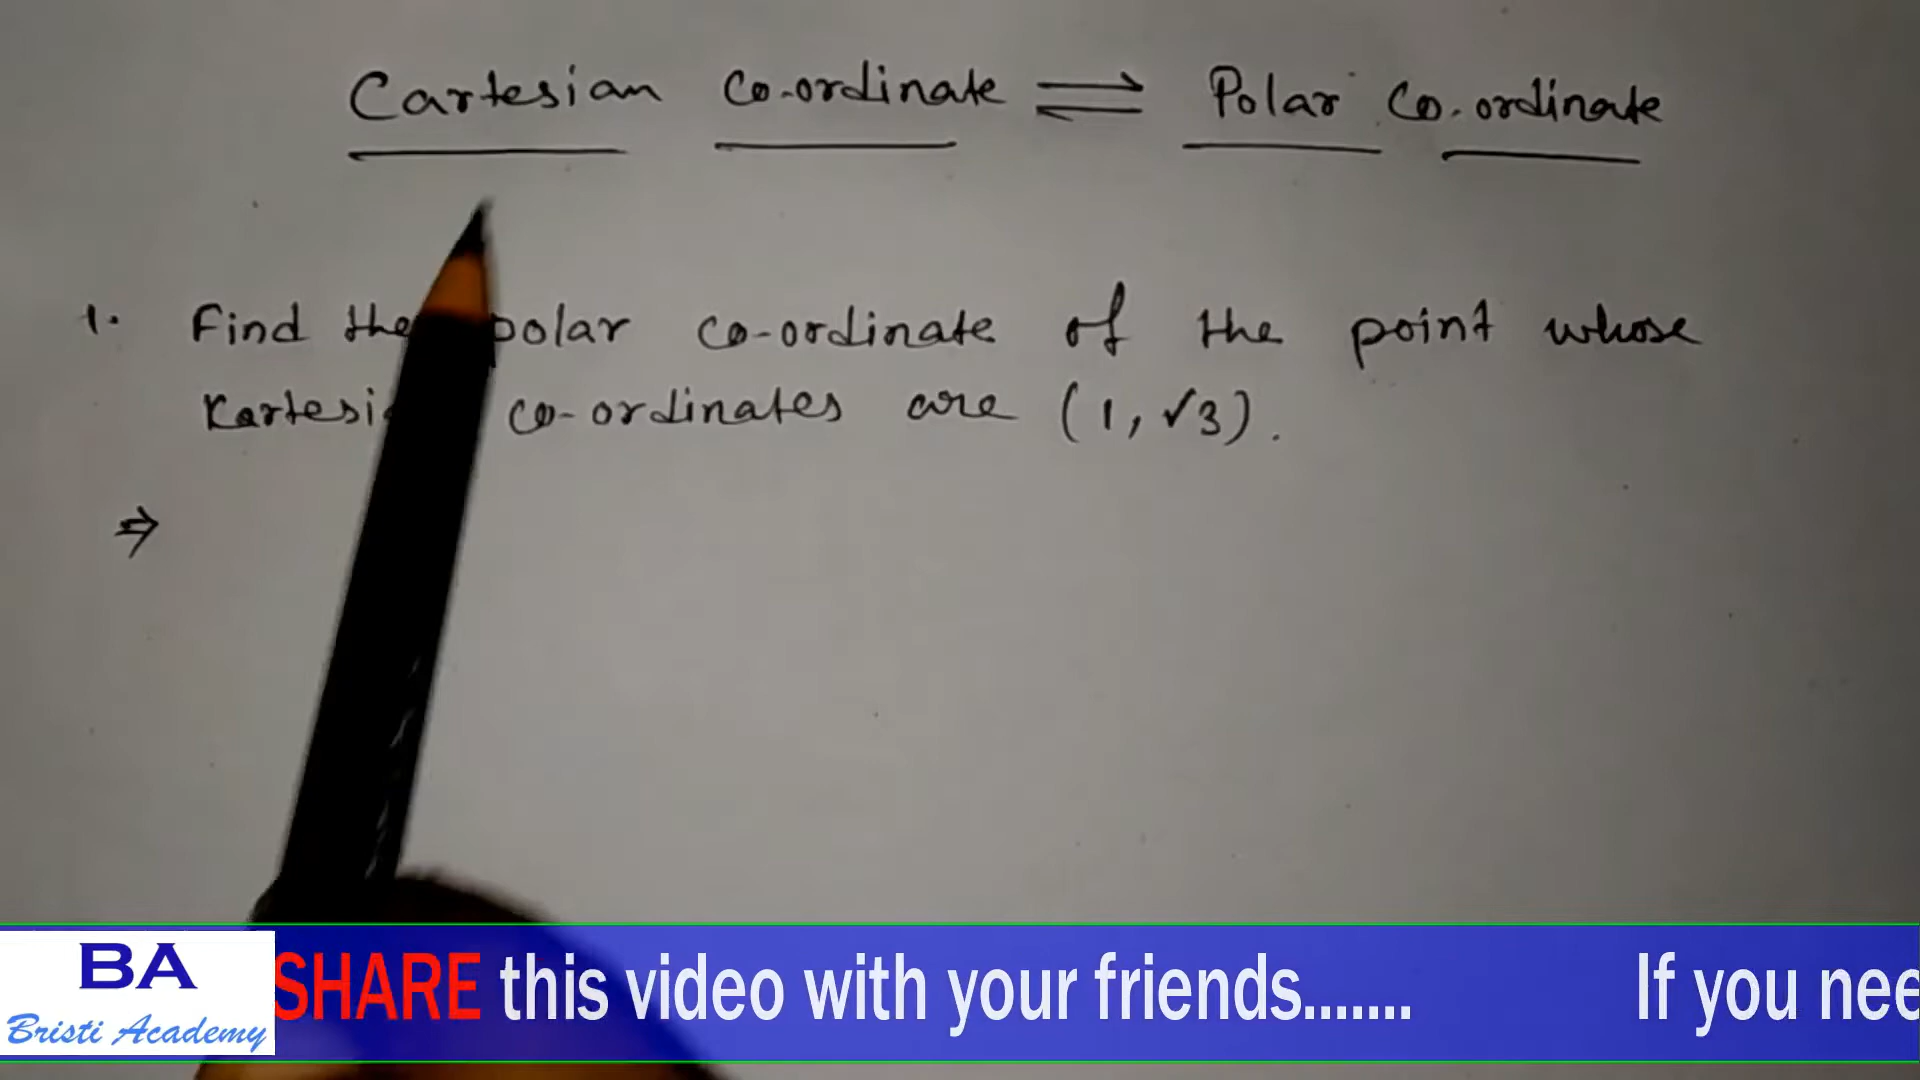 Cartesian Co-ordinate ⇌ Polar Co-ordinate
1. Find the polar co-ordinate of the point whose
co-ordinates are (1, √3).
⇒
BA
Bristi Academy
SHARE this video with your friends.......
If you nee